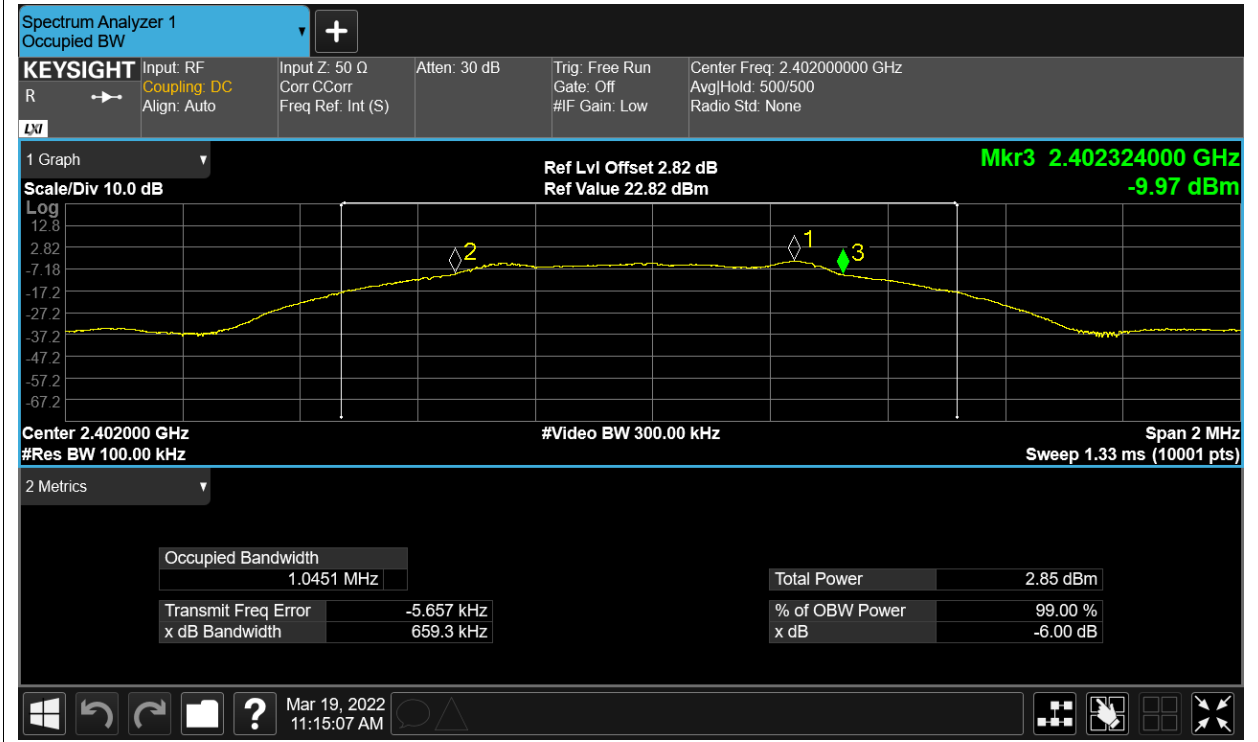 Spectrum Analyzer 1
Occupied BW
KEYSIGHT
R
LXI
Input: RF
Coupling: DC
Align: Auto
Input Z: 50 Ω
Corr CCorr
Freq Ref: Int (S)
Atten: 30 dB
Trig: Free Run
Gate: Off
#IF Gain: Low
Center Freq: 2.402000000 GHz
Avg|Hold: 500/500
Radio Std: None
1 Graph
Scale/Div 10.0 dB
Ref Lvl Offset 2.82 dB
Ref Value 22.82 dBm
Mkr3 2.402324000 GHz
-9.97 dBm
Log
12.8
2.82
-7.18
-17.2
-27.2
-37.2
-47.2
-57.2
-67.2
2
1
3
Center 2.402000 GHz
#Res BW 100.00 kHz
#Video BW 300.00 kHz
Span 2 MHz
Sweep 1.33 ms (10001 pts)
2 Metrics
Occupied Bandwidth
1.0451 MHz
Transmit Freq Error -5.657 kHz
x dB Bandwidth 659.3 kHz
Total Power 2.85 dBm
% of OBW Power 99.00 %
x dB -6.00 dB
?
Mar 19, 2022
11:15:07 AM